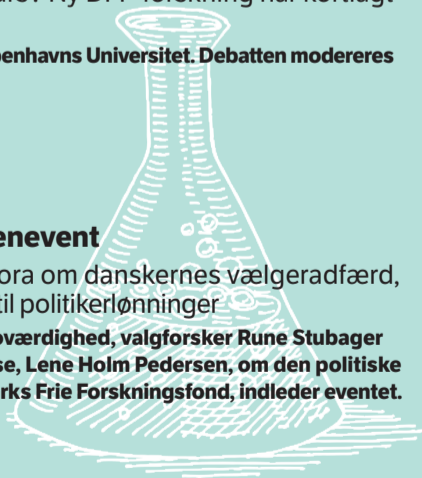 benhavns Universitet. Debatten modereres
enevent
ora om danskernes vælgeradfærd,
til politikerlønninger
oværdighed, valgforsker Rune Stubager
se, Lene Holm Pedersen, om den politiske
rks Frie Forskningsfond, indleder eventet.